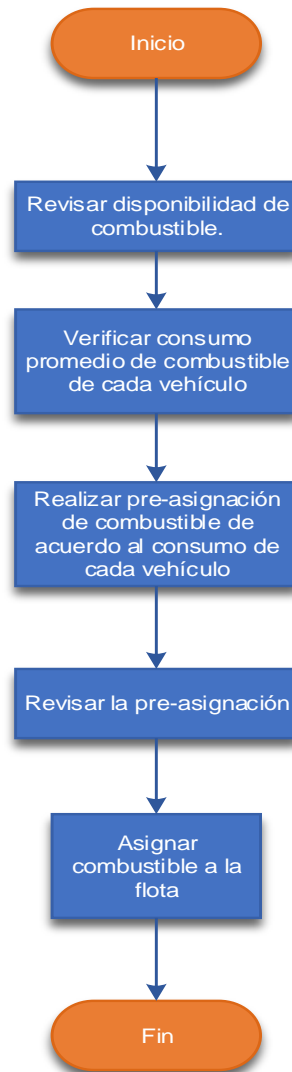 Inicio
Revisar disponibilidad de
combustible.
Verificar consumo
promedio de combustible
de cada vehículo
Realizar pre-asignación
de combustible de
acuerdo al consumo de
cada vehículo
Revisar la pre-asignación
Asignar
combustible a la
flota
Fin